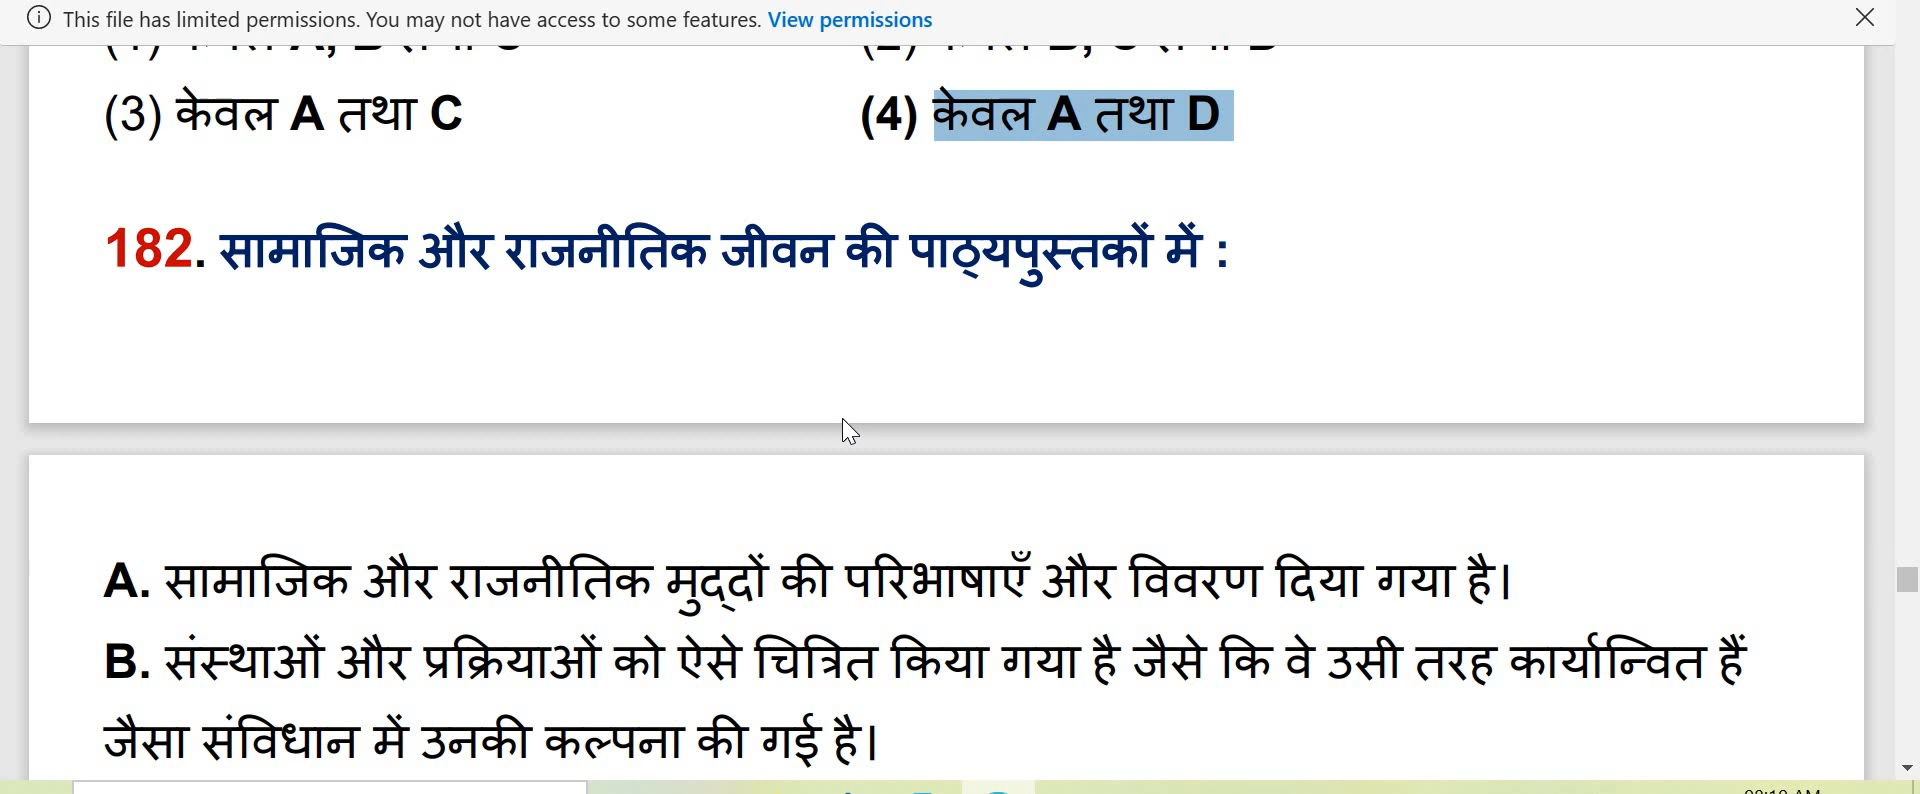 This file has limited permissions. You may not have access to some features. View permissions
(3) केवल A तथा C (4) केवल A तथा D
182. सामाजिक और राजनीतिक जीवन की पाठ्यपुस्तकों में :
A. सामाजिक और राजनीतिक मुद्दों की परिभाषाएँ और विवरण दिया गया है।
B. संस्थाओं और प्रक्रियाओं को ऐसे चित्रित किया गया है जैसे कि वे उसी तरह कार्यान्वित हैं
जैसा संविधान में उनकी कल्पना की गई है।